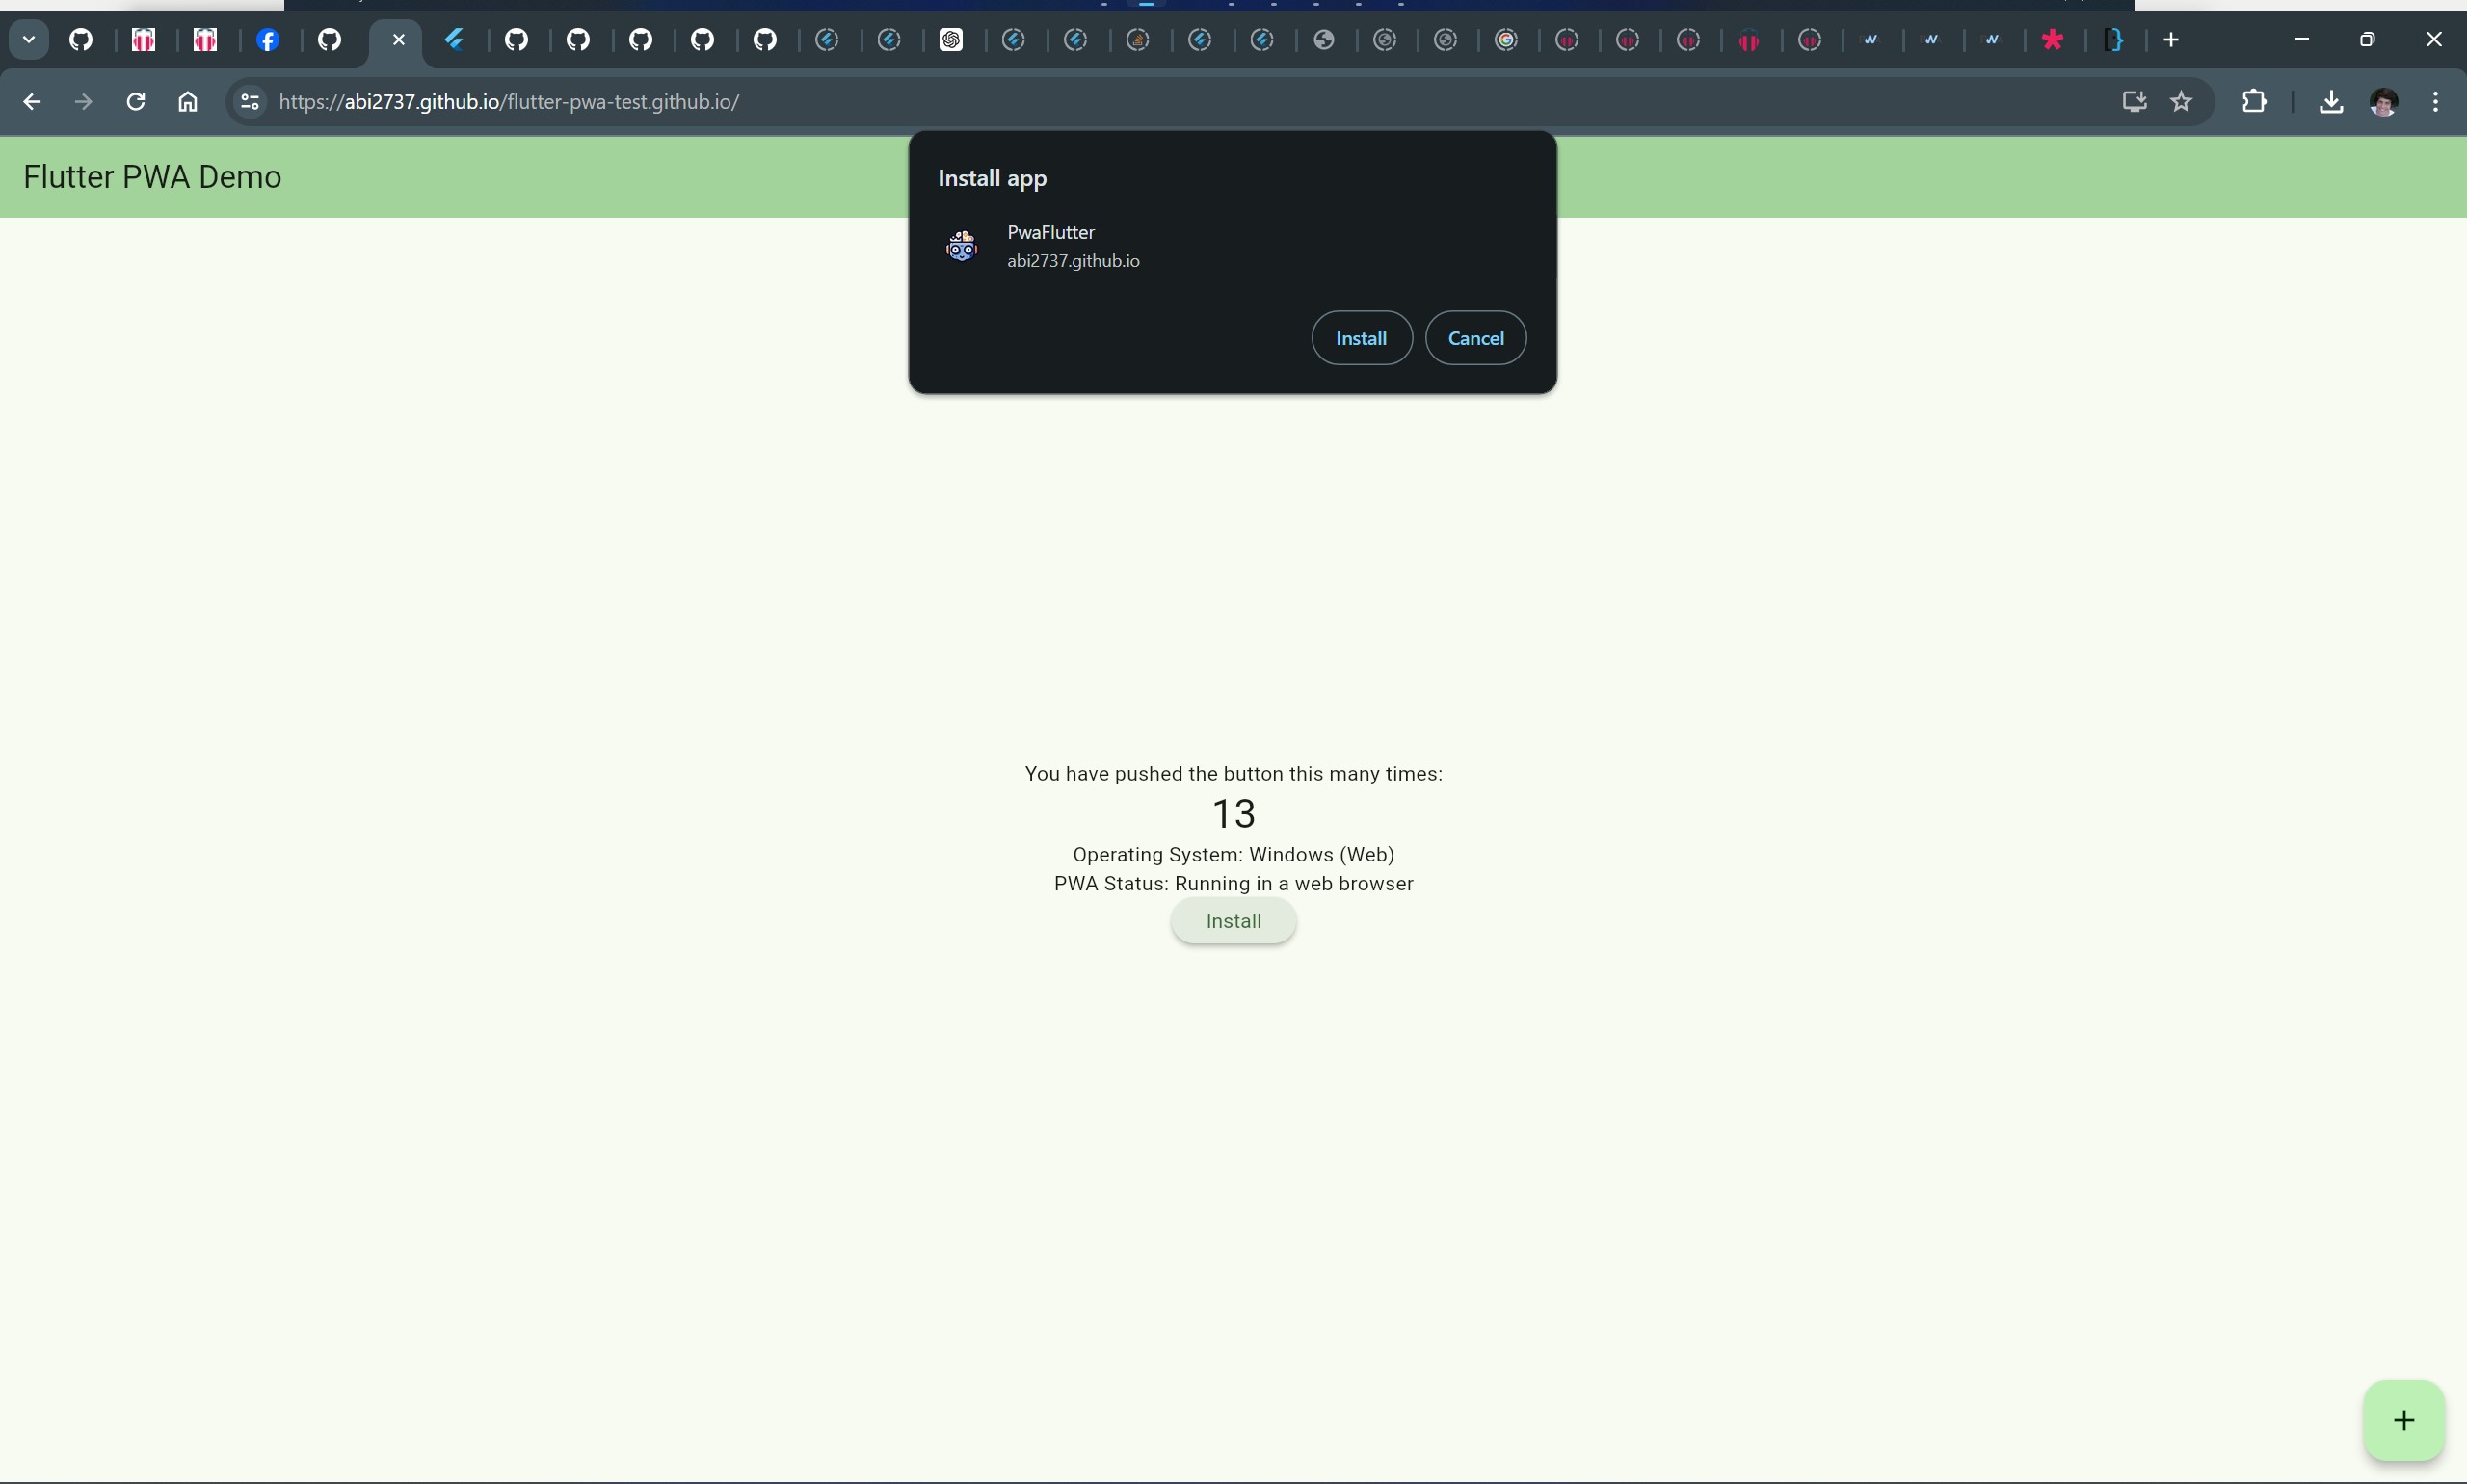 https://abi2737.github.io/flutter-pwa-test.github.io/
Flutter PWA Demo
Install app
PwaFlutter
abi2737.github.io
Install
Cancel
You have pushed the button this many times:
13
Operating System: Windows (Web)
PWA Status: Running in a web browser
Install